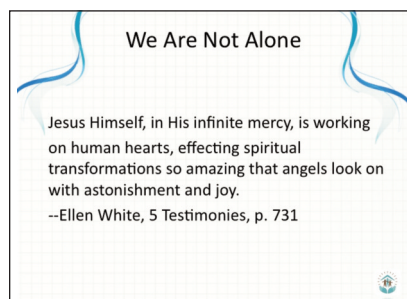 We Are Not Alone
Jesus Himself, in His infinite mercy, is working
on human hearts, effecting spiritual
transformations so amazing that angels look on
with astonishment and joy.
--Ellen White, 5 Testimonies, p. 731